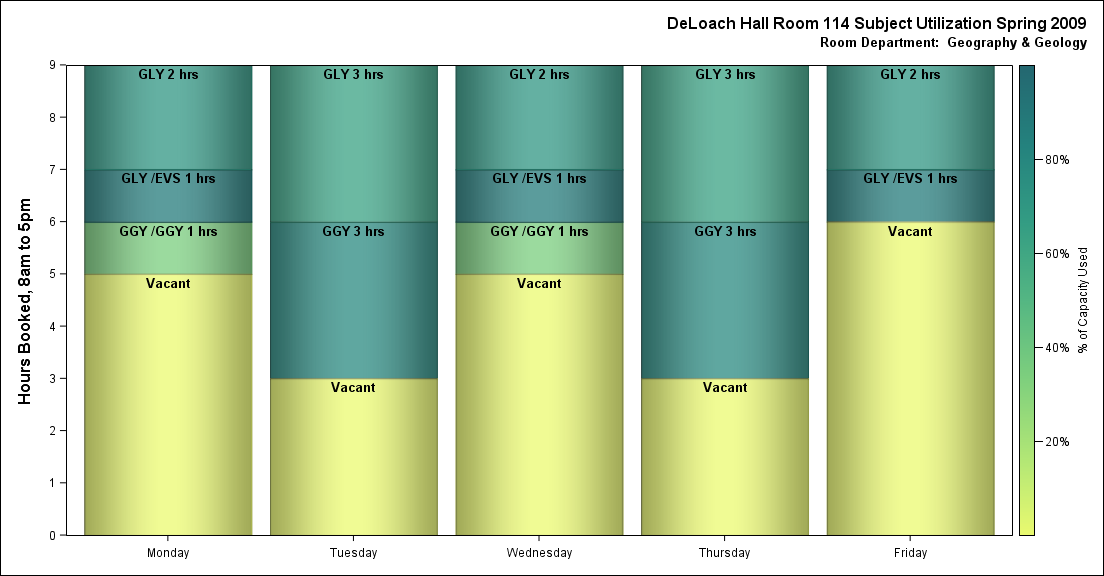 DeLoach Hall Room 114 Subject Utilization Spring 2009
Room Department:  Geography & Geology
Hours Booked, 8am to 5pm
9
8
7
6
5
4
3
2
1
0
GLY 2 hrs
GLY /EVS 1 hrs
GGY /GGY 1 hrs
Vacant
GLY 3 hrs
GGY 3 hrs
Vacant
GLY 2 hrs
GLY /EVS 1 hrs
GGY /GGY 1 hrs
Vacant
GLY 3 hrs
GGY 3 hrs
Vacant
GLY 2 hrs
GLY /EVS 1 hrs
Vacant
Monday
Tuesday
Wednesday
Thursday
Friday
80%
60%
40%
20%
% of Capacity Used